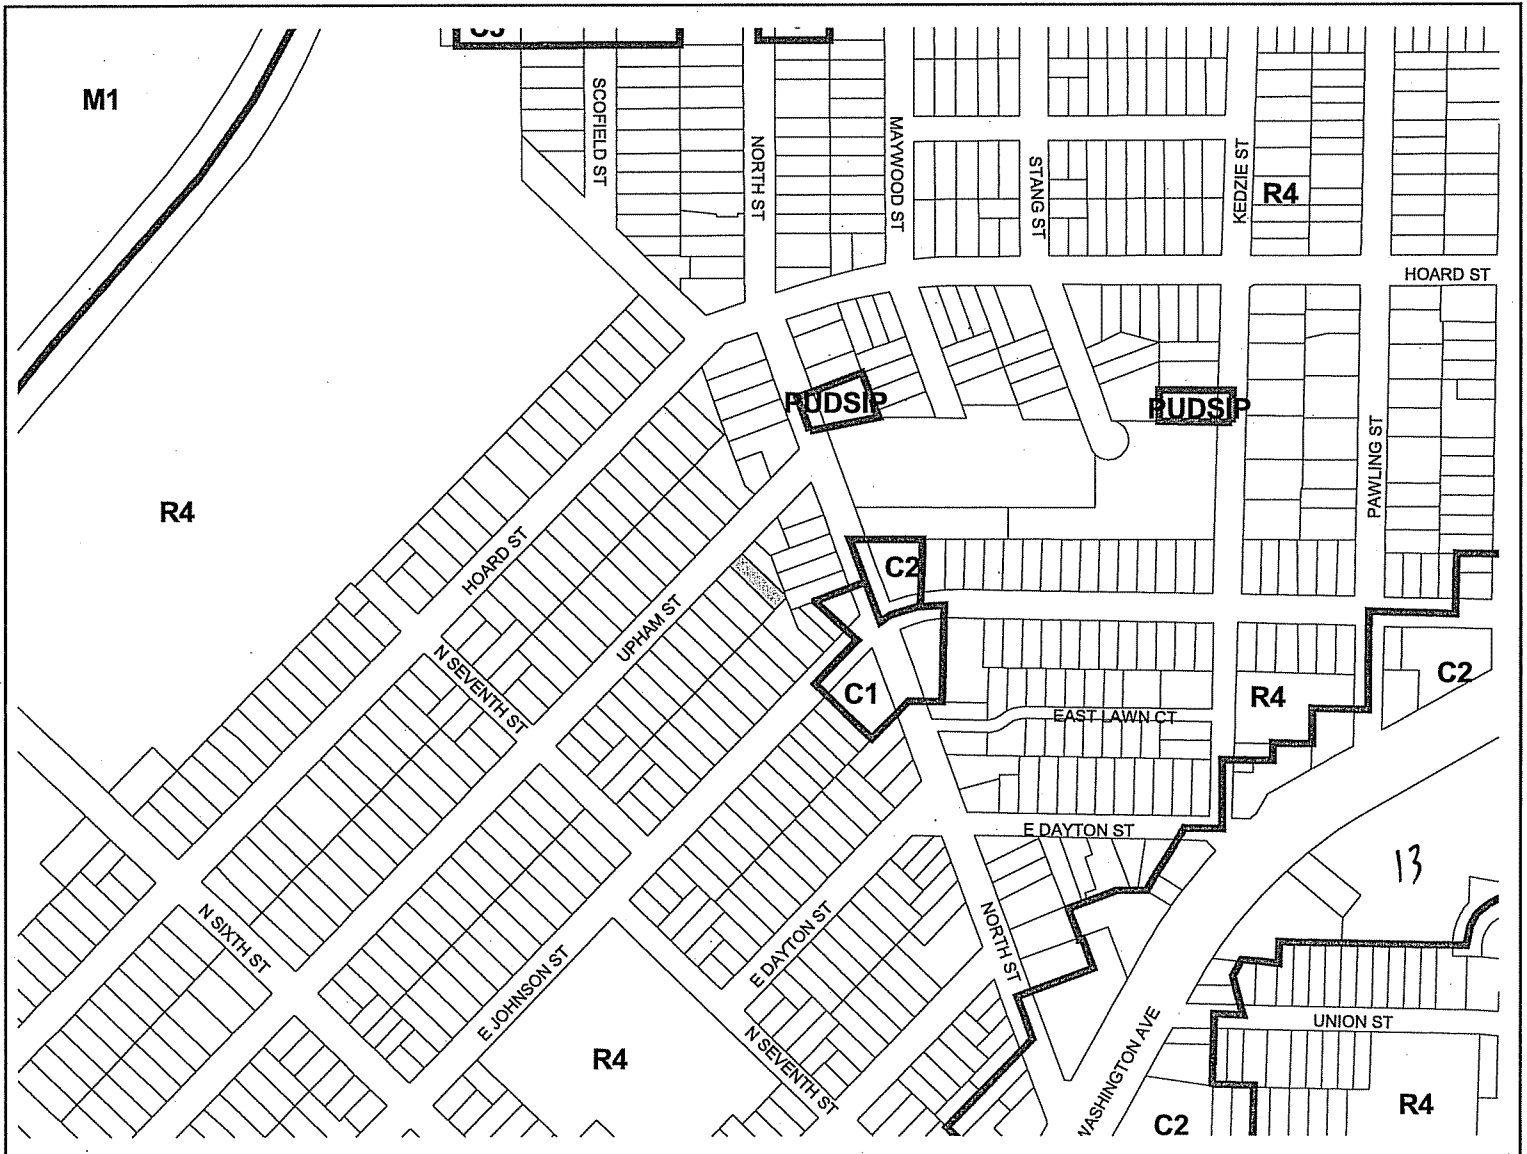 C3
M1
SCOFIELD ST
NORTH ST
MAYWOOD ST
STANG ST
KEDZIE ST
R4
HOARD ST
PUDSIP
PUDSIP
PAWLING ST
R4
HOARD ST
C2
UPHAM ST
N SEVENTH ST
C1
R4
C2
EAST LAWN CT
E DAYTON ST
13
N SIXTH ST
E JOHNSON ST
E DAYTON ST
NORTH ST
UNION ST
R4
N SEVENTH ST
WASHINGTON AVE
R4
C2